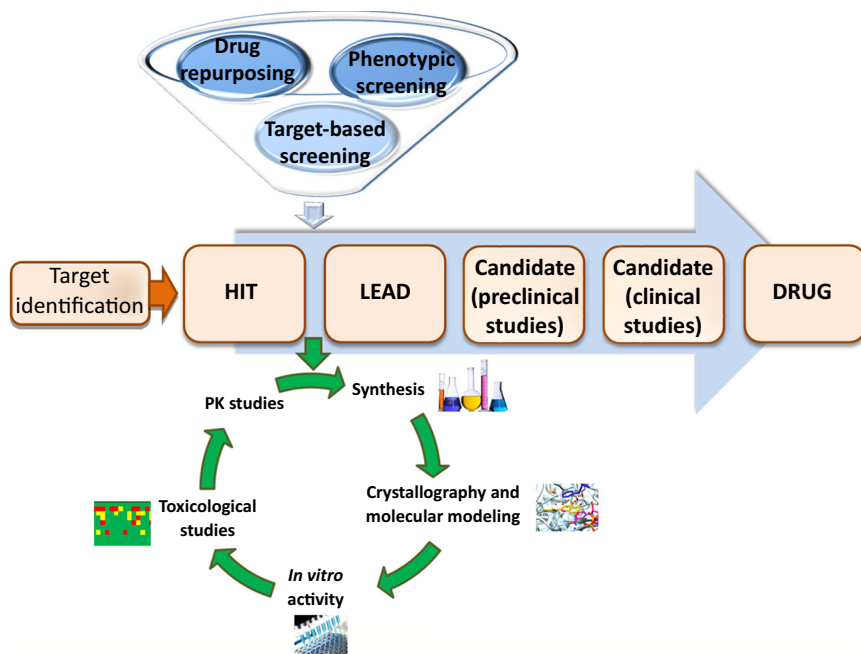 Drug
repurposing
Phenotypic
screening
Target-based
screening
Target
identification
HIT
LEAD
Candidate
(preclinical
studies)
Candidate
(clinical
studies)
DRUG
PK studies
Synthesis
Crystallography and
molecular modeling
In vitro
activity
Toxicological
studies